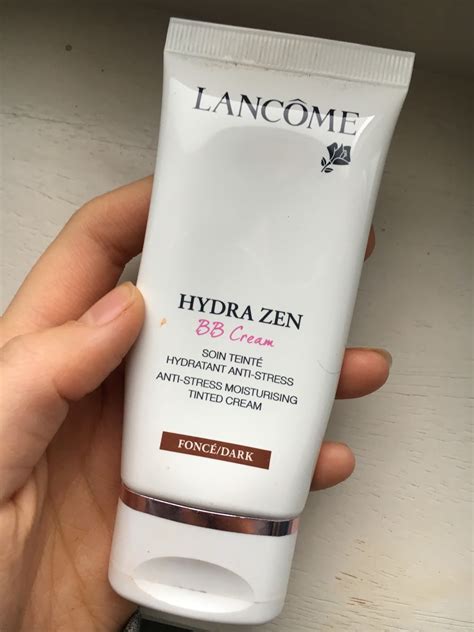 LANCÔME
HYDRA ZEN
BB Cream
SOIN TEINTÉ
HYDRATANT ANTI-STRESS
ANTI-STRESS MOISTURISING
TINTED CREAM
FONCÉ/DARK